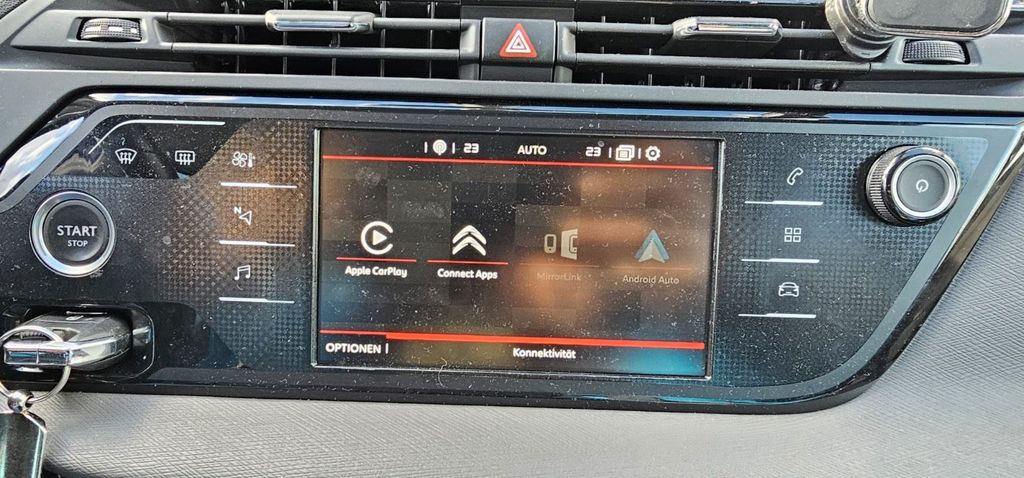 23 AUTO 23
N
START
STOP
Apple CarPlay Connect Apps MirrorLink Android Auto
OPTIONEN Konnektivität